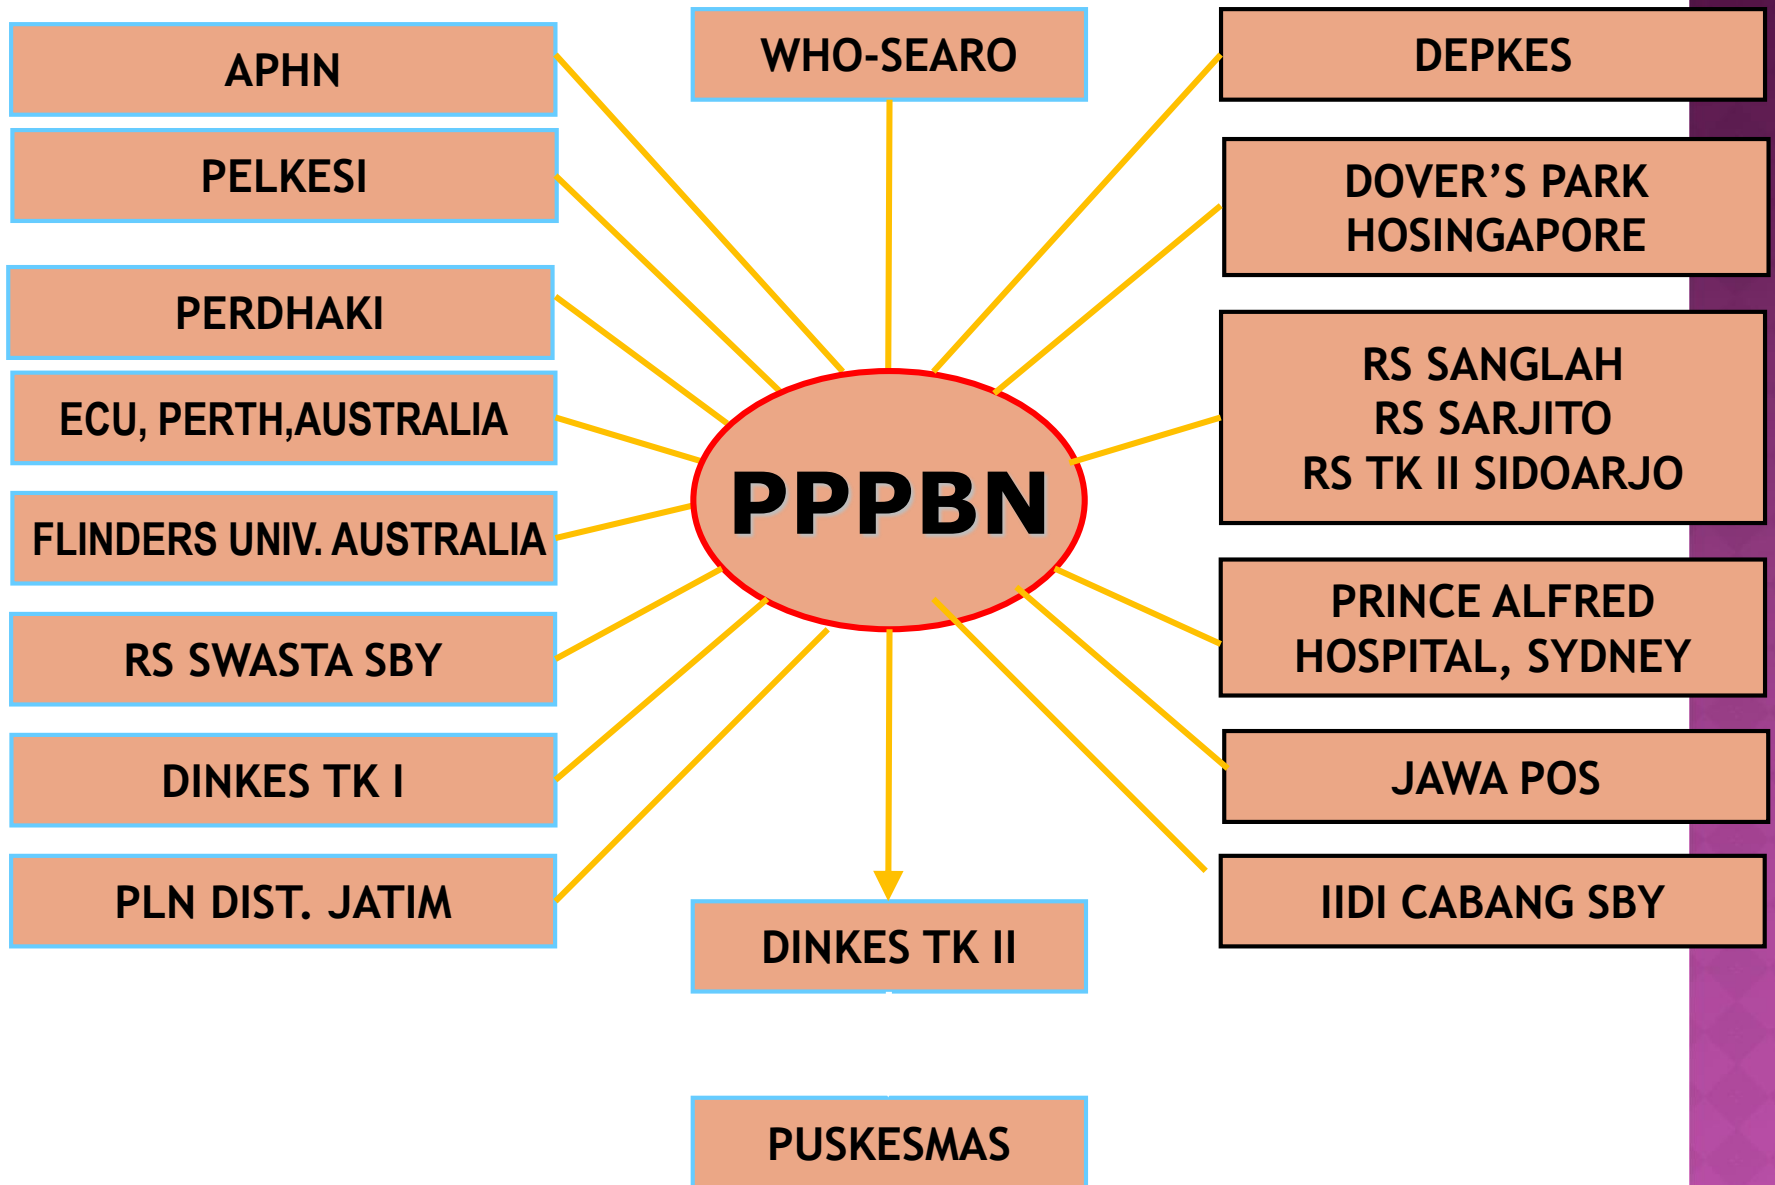 APHN
PELKESI
PERDHAKI
ECU, PERTH,AUSTRALIA
FLINDERS UNIV. AUSTRALIA
RS SWASTA SBY
DINKES TK I
PLN DIST. JATIM
WHO-SEARO
PPPBN
DINKES TK II
PUSKESMAS
DEPKES
DOVER’S PARK
HOSINGAPORE
RS SANGLAH
RS SARJITO
RS TK II SIDOARJO
PRINCE ALFRED
HOSPITAL, SYDNEY
JAWA POS
IIDI CABANG SBY